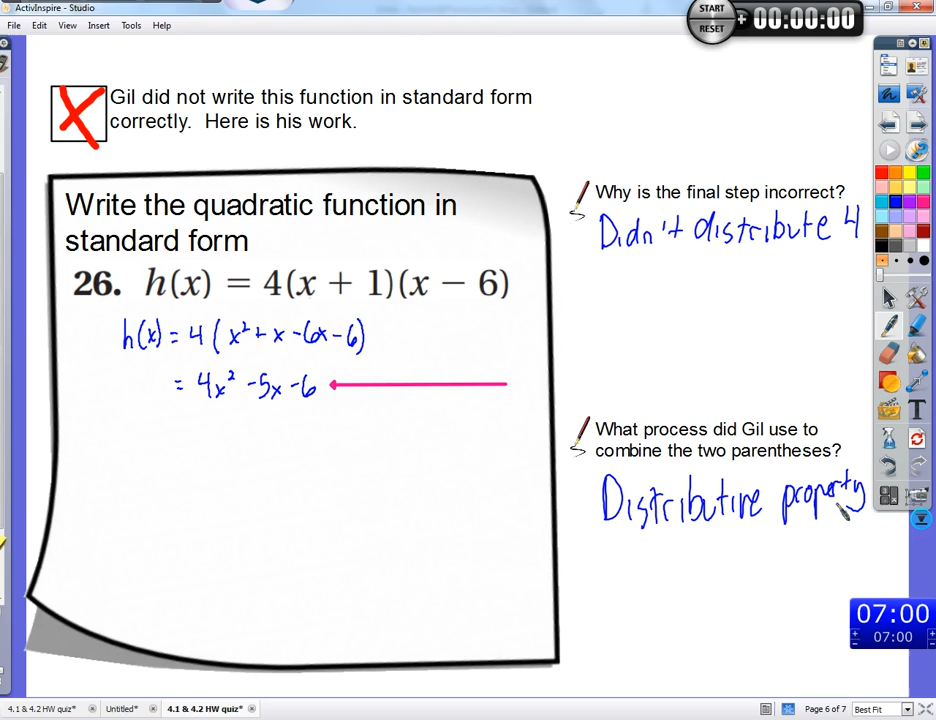 ActivInspire - Studio
START
RESET
00:00:00
File Edit View Insert Tools Help
Gil did not write this function in standard form
correctly. Here is his work.
Write the quadratic function in
standard form
26. h(x) = 4(x + 1)(x − 6)
h(x) = 4(x² + x - 6x - 6)
= 4x² - 5x - 6
Why is the final step incorrect?
Didn't distribute 4
What process did Gil use to
combine the two parentheses?
Distributive property
07:00
07:00
4.1 & 4.2 HW quiz* Untitled* 4.1 & 4.2 HW quiz* Page 6 of 7 Best Fit